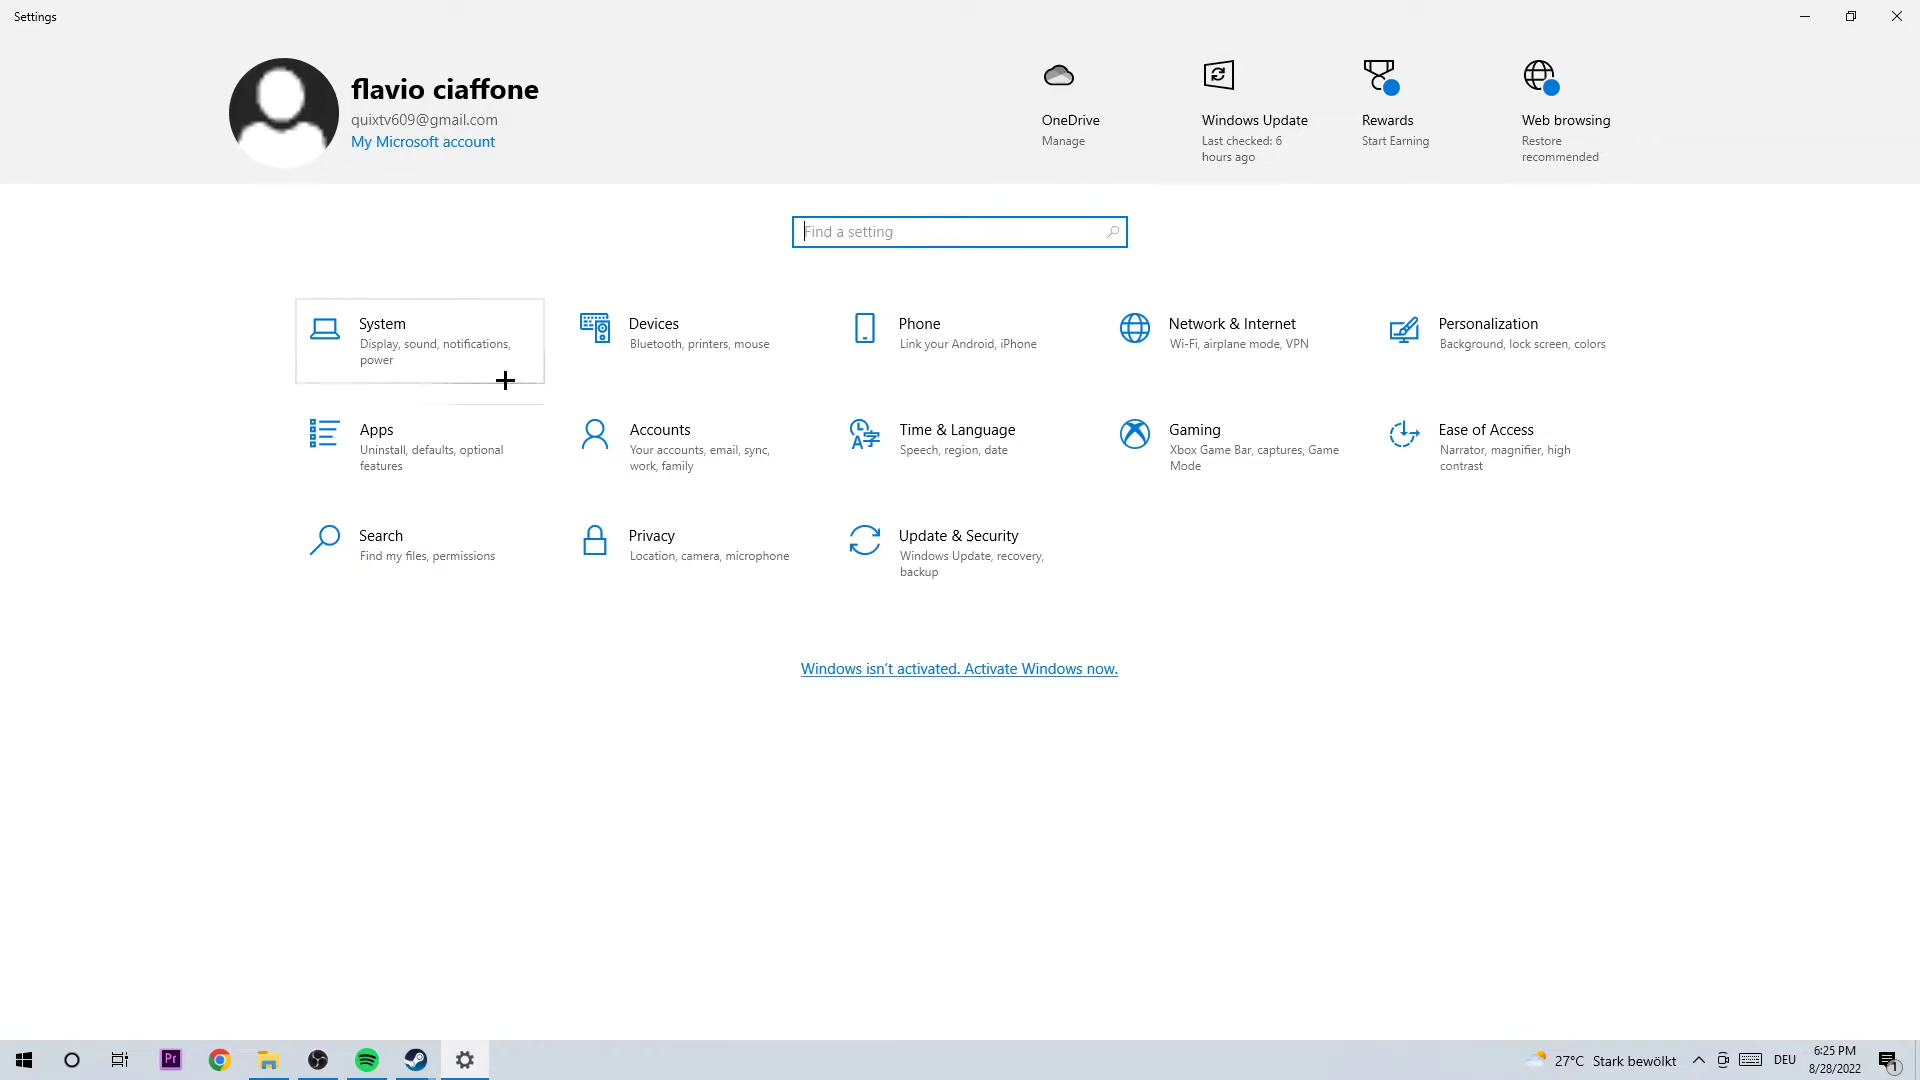 Settings
flavio ciaffone
quixtv609@gmail.com
My Microsoft account
OneDrive
Manage
Windows Update
Last checked: 6
hours ago
Rewards
Start Earning
Web browsing
Restore
recommended
Find a setting
System
Display, sound, notifications,
power
Devices
Bluetooth, printers, mouse
Phone
Link your Android, iPhone
Network & Internet
Wi-Fi, airplane mode, VPN
Personalization
Background, lock screen, colors
Apps
Uninstall, defaults, optional
features
Accounts
Your accounts, email, sync,
work, family
Time & Language
Speech, region, date
Gaming
Xbox Game Bar, captures, Game
Mode
Ease of Access
Narrator, magnifier, high
contrast
Search
Find my files, permissions
Privacy
Location, camera, microphone
Update & Security
Windows Update, recovery,
backup
Windows isn't activated. Activate Windows now.
Pr
27°C Stark bewölkt
DEU
6:25 PM
8/28/2022
1